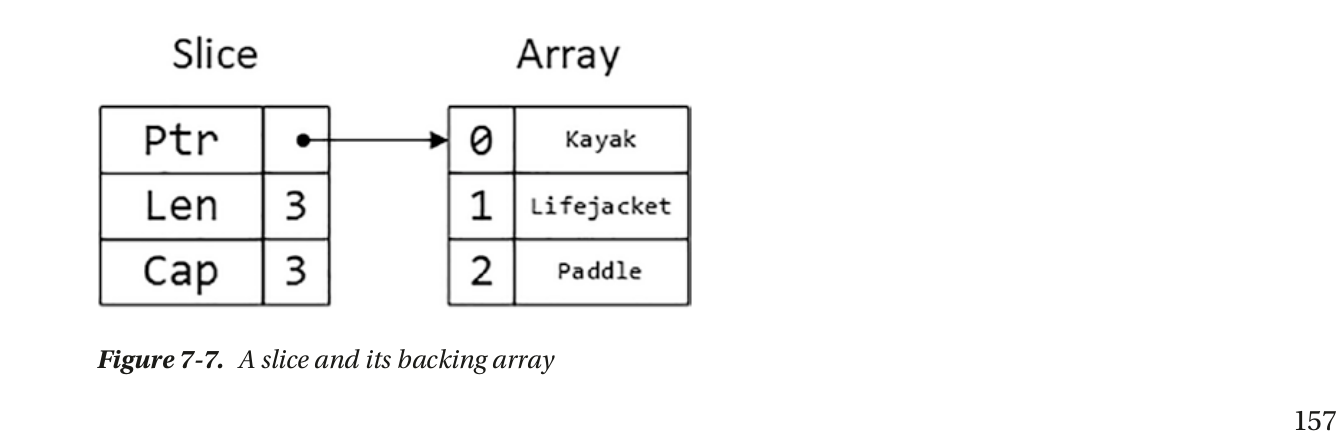 Slice Array
Ptr 0 Kayak
Len 3 1 Lifejacket
Cap 3 2 Paddle
Figure 7-7. A slice and its backing array
157